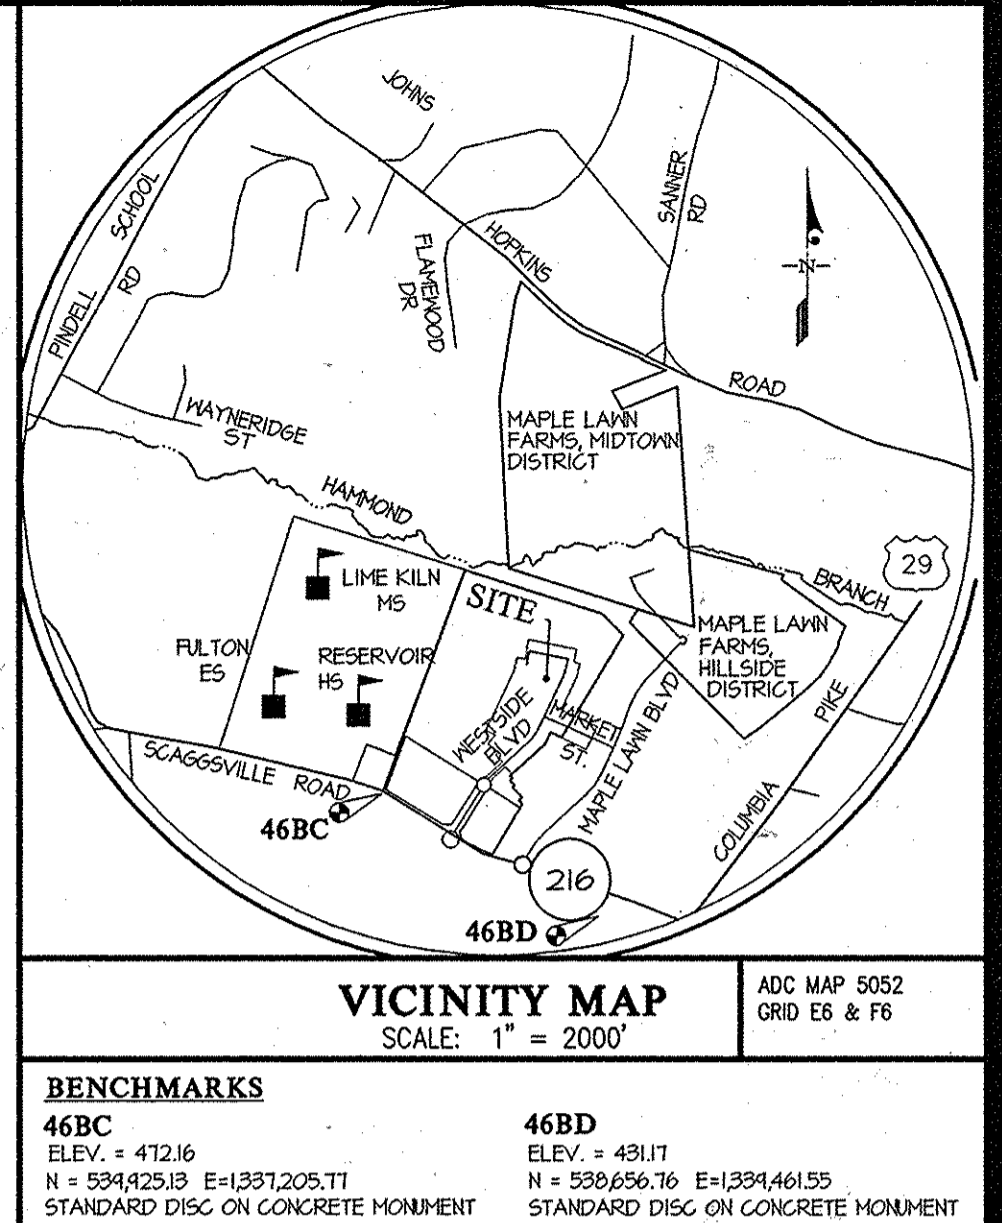 JOHNS
HOPKINS
ROAD
SANNER
RD
PINDELL SCHOOL
RD
FLAMEWOOD
DR
N
WAYNERIDGE
ST
MAPLE LAWN
FARMS, MIDTOWN
DISTRICT
HAMMOND
BRANCH
29
LIME KILN
MS
SITE
FULTON
ES
RESERVOIR
HS
MAPLE LAWN
FARMS,
HILLSIDE
DISTRICT
WESTSIDE
BLVD
MARKET
ST.
MAPLE LAWN BLVD
COLUMBIA PIKE
SCAGGSVILLE ROAD
46BC
216
46BD
VICINITY MAP
SCALE: 1" = 2000'
ADC MAP 5052
GRID E6 & F6
BENCHMARKS
46BC
ELEV. = 472.16
N = 539,925.13 E=1,337,205.77
STANDARD DISC ON CONCRETE MONUMENT
46BD
ELEV. = 431.17
N = 538,656.76 E=1,339,461.55
STANDARD DISC ON CONCRETE MONUMENT